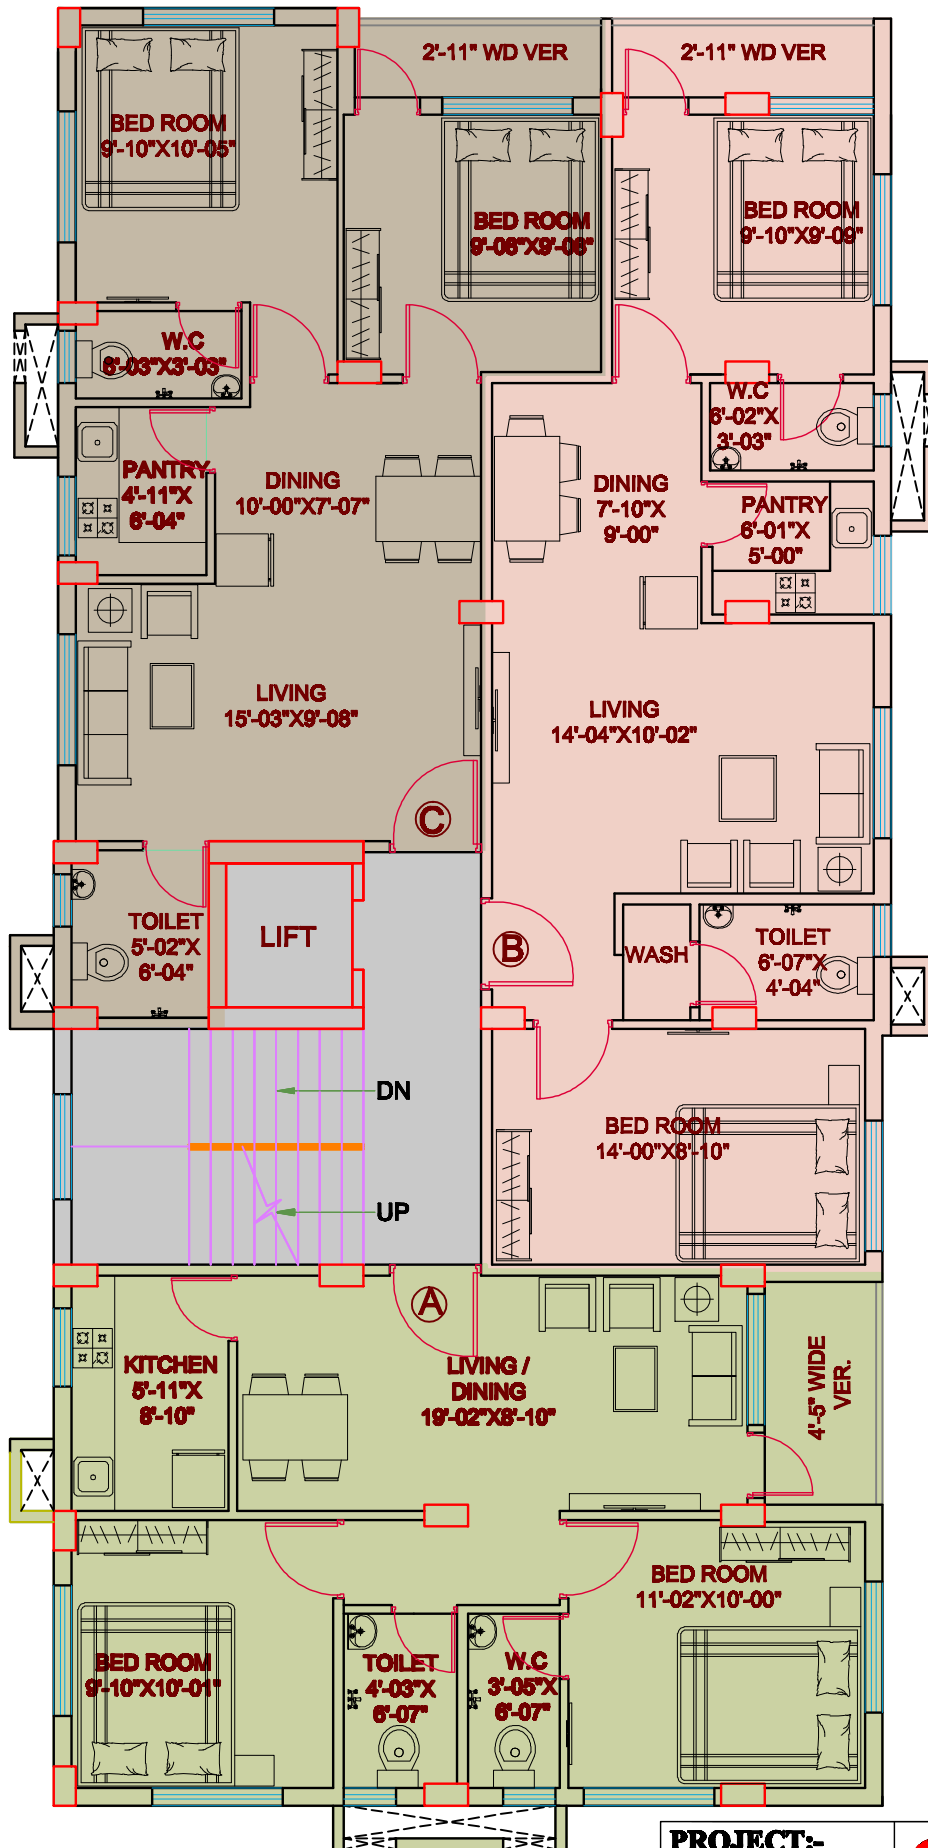 2'-11" WD VER
2'-11" WD VER
BED ROOM
9'-10"X10'-05"
BED ROOM
9'-08"X9'-08"
BED ROOM
9'-10"X9'-09"
W.C
6'-03"X3'-03"
W.C
6'-02"X
3'-03"
PANTRY
4'-11"X
6'-04"
DINING
10'-00"X7'-07"
DINING
7'-10"X
9'-00"
PANTRY
6'-01"X
5'-00"
LIVING
15'-03"X9'-08"
LIVING
14'-04"X10'-02"
C
TOILET
5'-02"X
6'-04"
LIFT
B
WASH
TOILET
6'-07"X
4'-04"
DN
BED ROOM
14'-00"X8'-10"
UP
A
KITCHEN
5'-11"X
8'-10"
LIVING /
DINING
19'-02"X8'-10"
4'-5" WIDE
VER.
BED ROOM
11'-02"X10'-00"
BED ROOM
9'-10"X10'-01"
TOILET
4'-03"X
6'-07"
W.C
3'-05"X
6'-07"
PROJECT:-